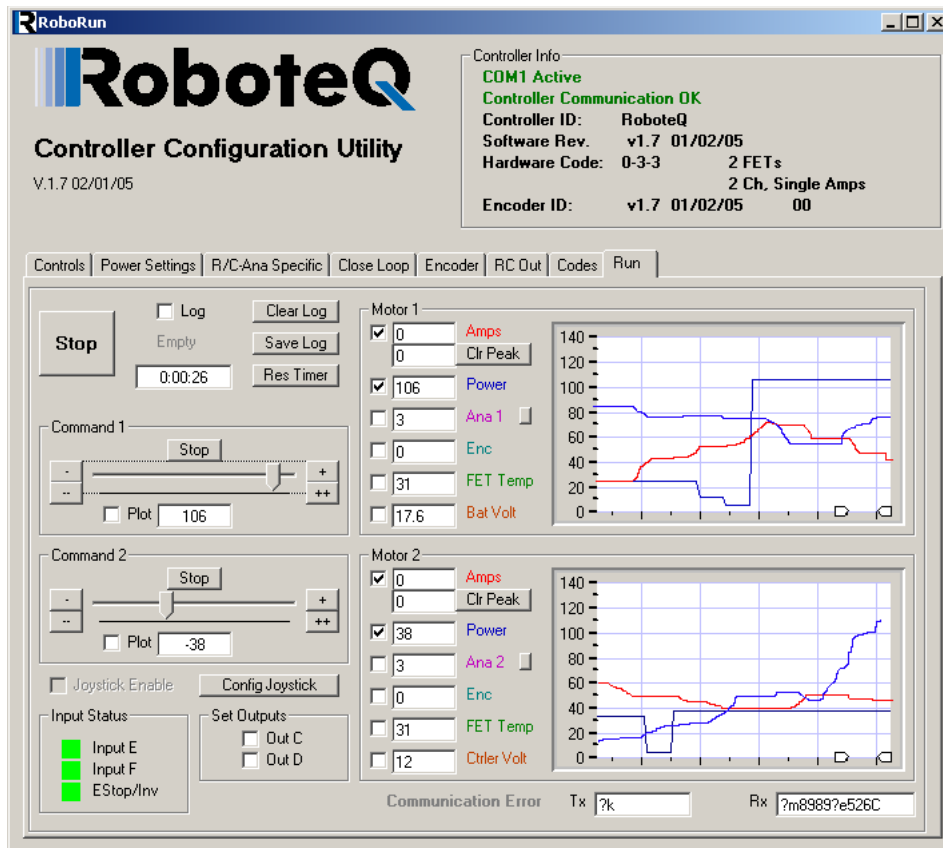 RoboRun
RoboteQ
Controller Configuration Utility
V.1.7 02/01/05
Controller Info
COM1 Active
Controller Communication OK
Controller ID: RoboteQ
Software Rev. v1.7 01/02/05
Hardware Code: 0-3-3 2 FETs
2 Ch, Single Amps
Encoder ID: v1.7 01/02/05 00
Controls Power Settings R/C-Ana Specific Close Loop Encoder RC Out Codes Run
Stop
Log
Empty
0:00:26
Clear Log
Save Log
Res Timer
Command 1
Stop
- +
-- ++
Plot 106
Command 2
Stop
- +
-- ++
Plot -38
Joystick Enable Config Joystick
Input Status
Input E
Input F
EStop/Inv
Set Outputs
Out C
Out D
Motor 1
0 Amps
0 Clr Peak
106 Power
3 Ana 1
0 Enc
31 FET Temp
17.6 Bat Volt
140
120
100
80
60
40
20
0
Motor 2
0 Amps
0 Clr Peak
38 Power
3 Ana 2
0 Enc
31 FET Temp
12 Ctrler Volt
140
120
100
80
60
40
20
0
Communication Error Tx ?k Rx ?m8989?e526C